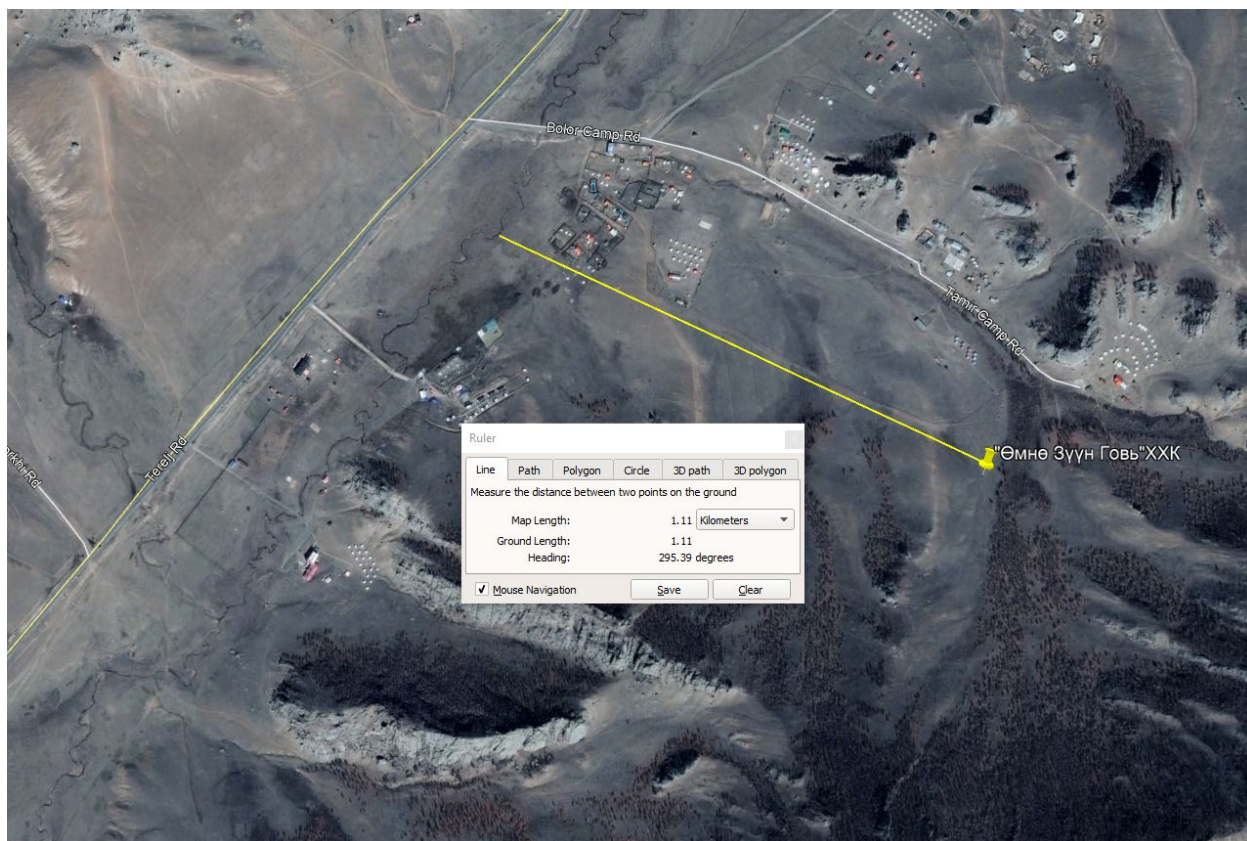 Bolor Camp Rd
Tamir Camp Rd
Terelj Rd
orkhi Rd
"Өмнө Зүүн Говь"ХХК
Ruler
Line Path Polygon Circle 3D path 3D polygon
Measure the distance between two points on the ground
Map Length: 1.11 Kilometers
Ground Length: 1.11
Heading: 295.39 degrees
Mouse Navigation Save Clear